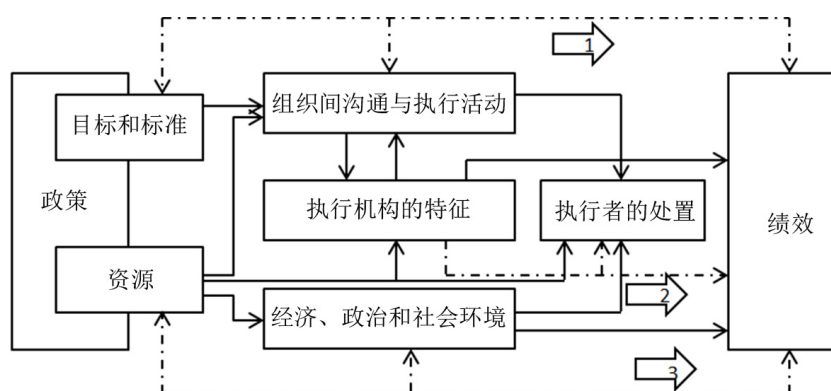 1
目标和标准
组织间沟通与执行活动
政策
执行机构的特征
执行者的处置
绩效
资源
经济、政治和社会环境
2
3